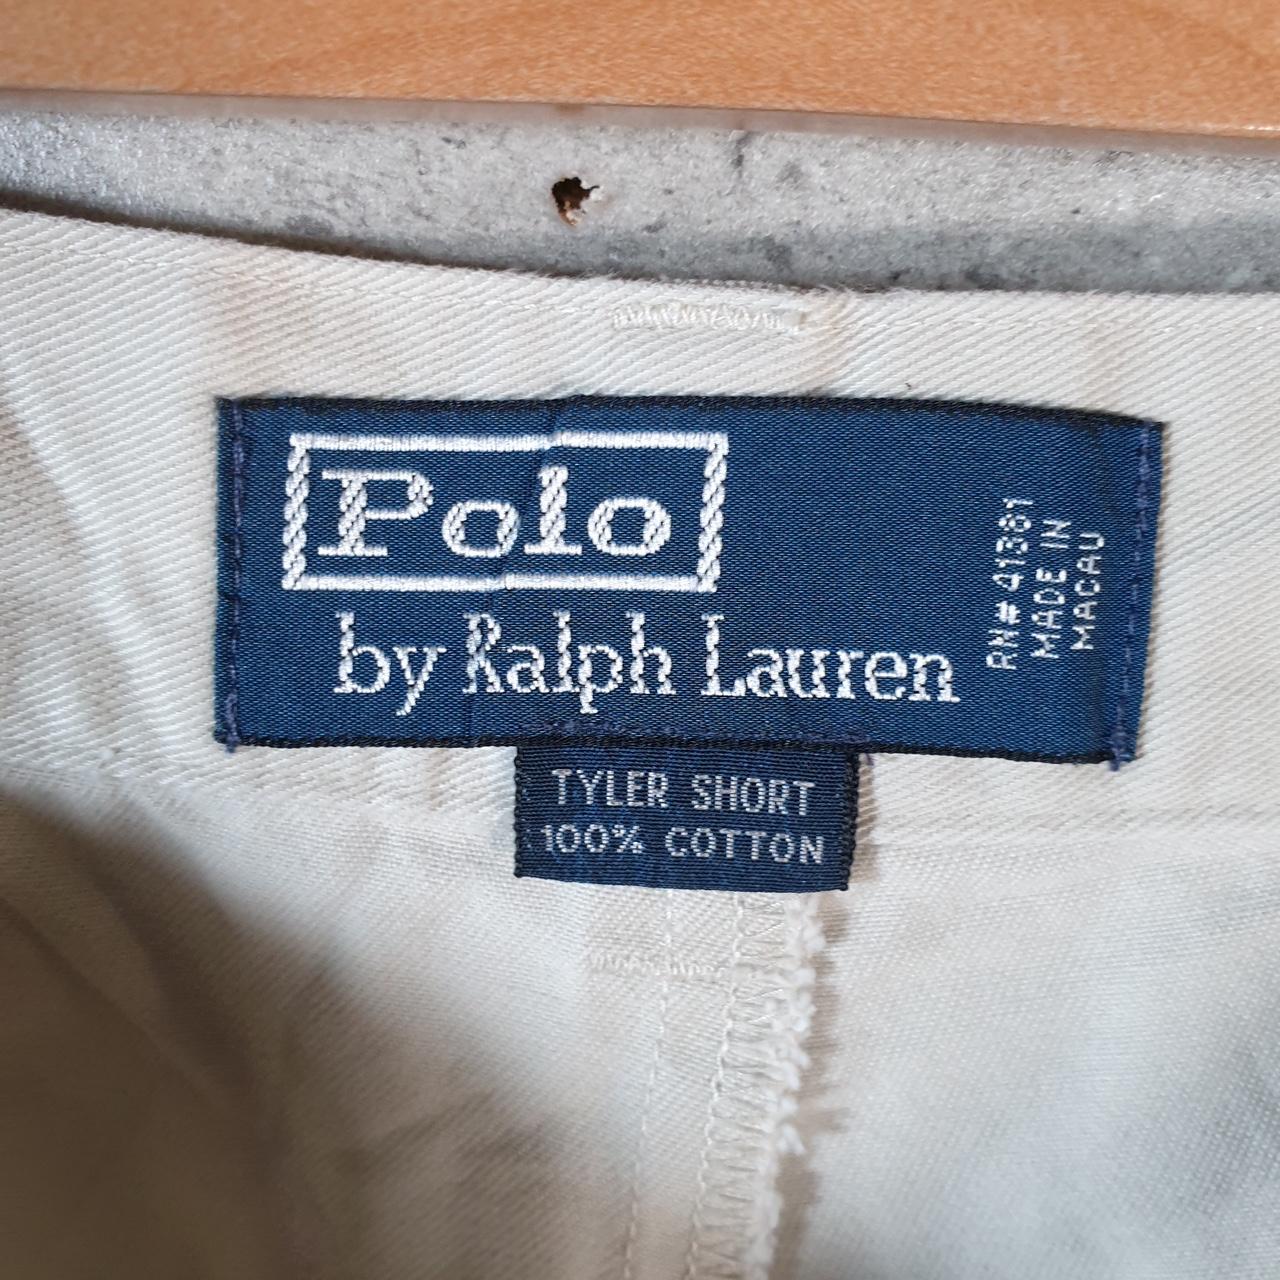 Polo
by Ralph Lauren
RN# 41381
MADE IN
MACAU
TYLER SHORT
100% COTTON